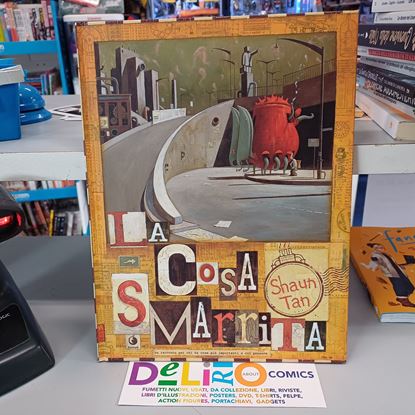 LA
COSA
SMARRITA
Shaun
Tan
DeLiRiO
ABOUT
COMICS
FUMETTI NUOVI, USATI, DA COLLEZIONE, LIBRI, RIVISTE,
LIBRI D'ILLUSTRAZIONI, POSTERS, DVD, T-SHIRTS, FELPE,
ACTION FIGURES, PORTACHIAVI, GADGETS